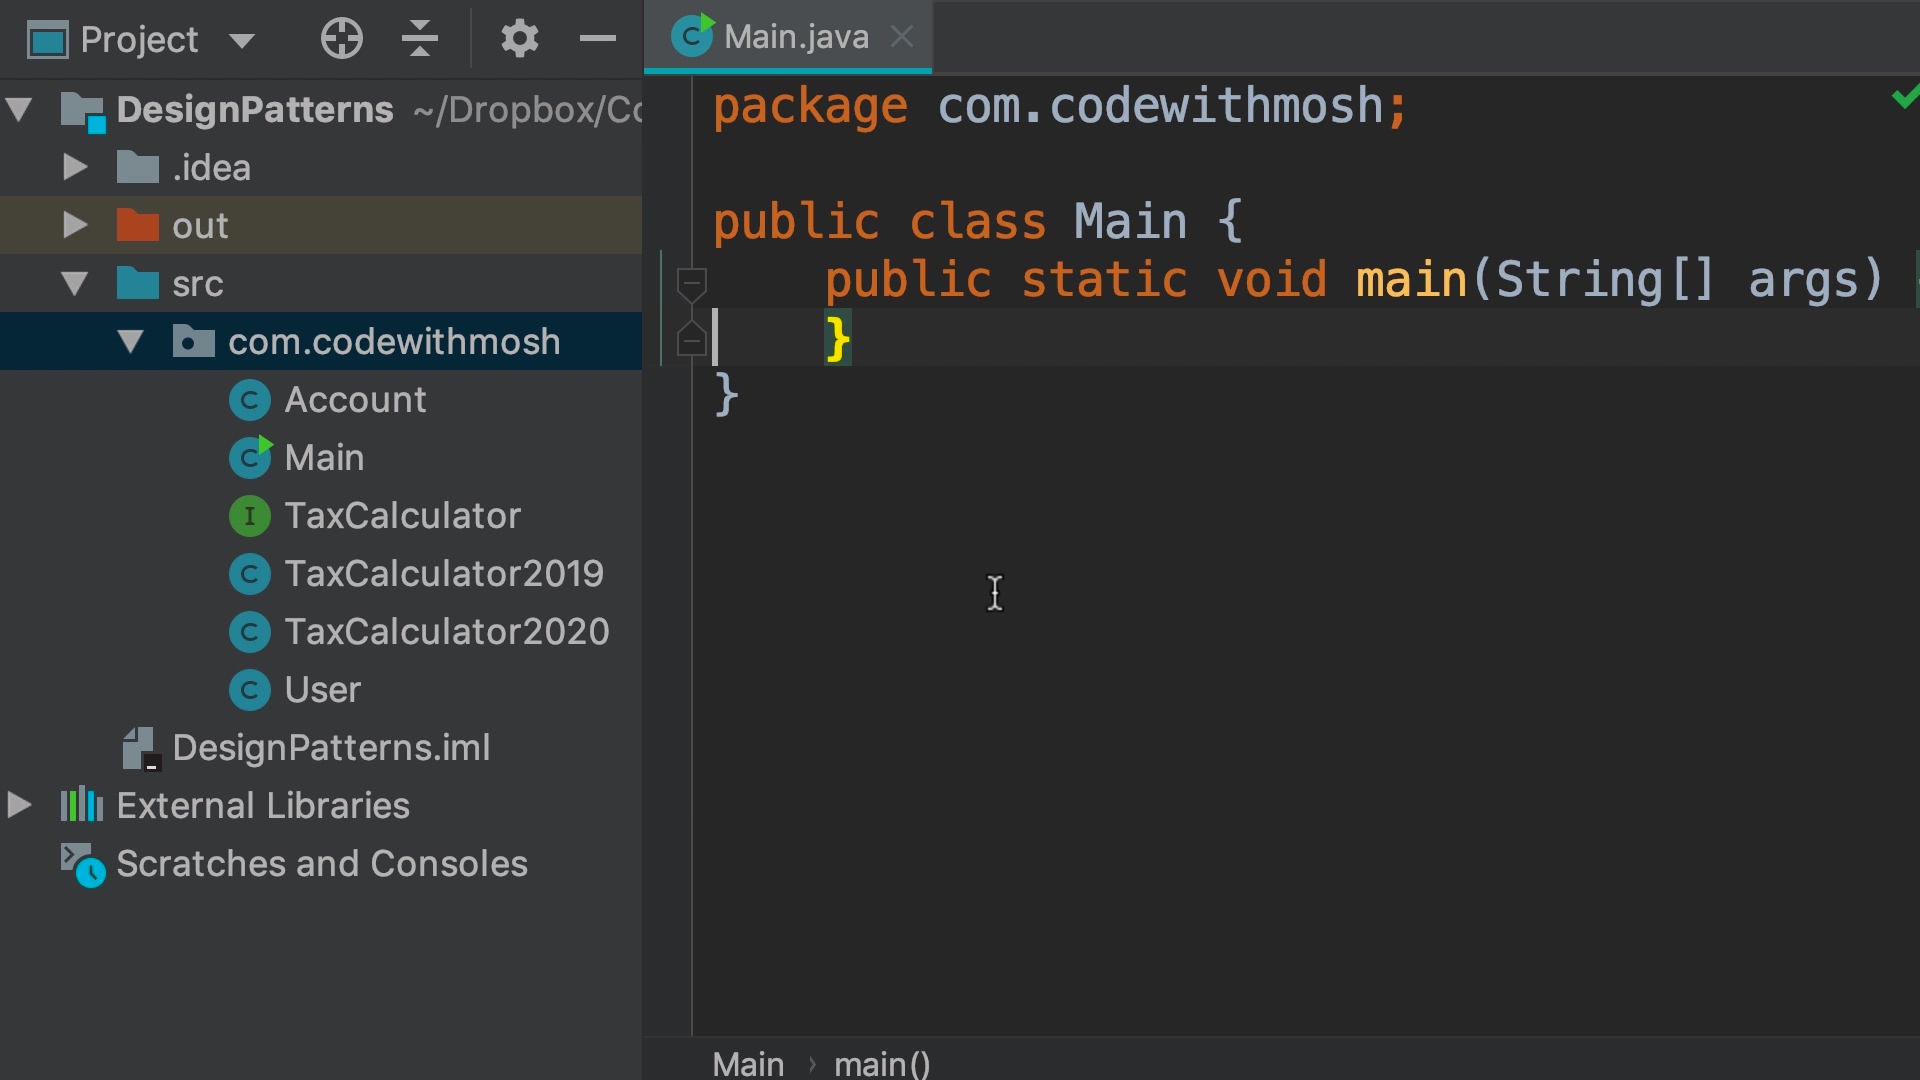 Project
DesignPatterns ~/Dropbox/Co
.idea
out
src
com.codewithmosh
Account
Main
TaxCalculator
TaxCalculator2019
TaxCalculator2020
User
DesignPatterns.iml
External Libraries
Scratches and Consoles
Main.java
package com.codewithmosh;
public class Main {
public static void main(String[] args)
}
}
Main › main()